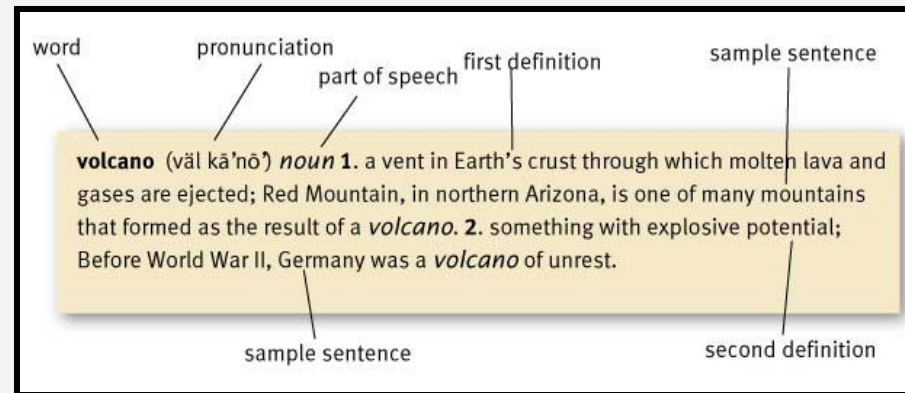 word
pronunciation
part of speech
first definition
sample sentence
volcano (väl kā'nō') noun 1. a vent in Earth's crust through which molten lava and
gases are ejected; Red Mountain, in northern Arizona, is one of many mountains
that formed as the result of a volcano. 2. something with explosive potential;
Before World War II, Germany was a volcano of unrest.
sample sentence
second definition